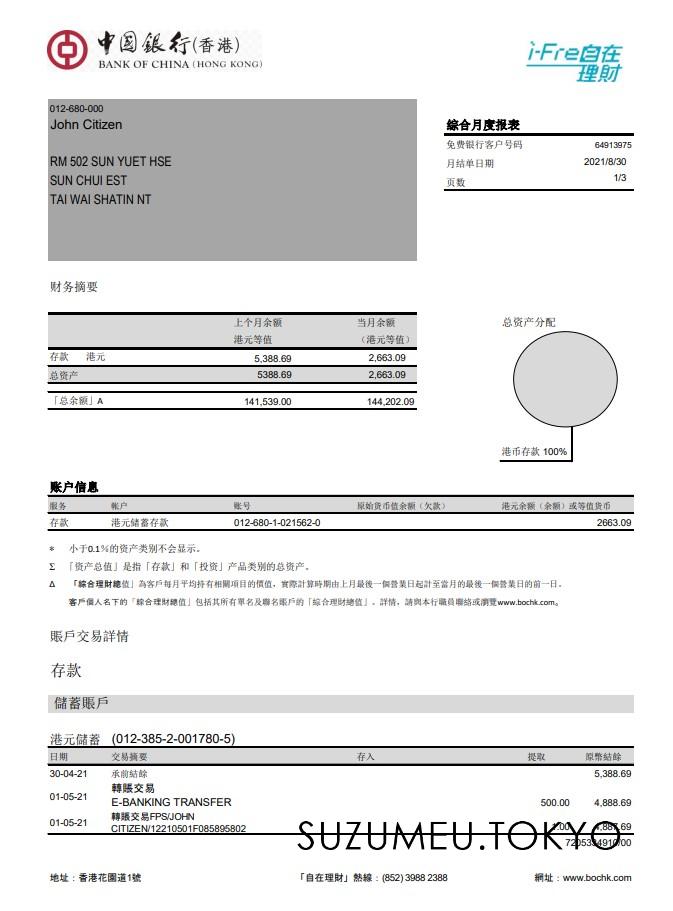 中國銀行(香港)
BANK OF CHINA (HONG KONG)
i-Free自在
理財
012-680-000
John Citizen
RM 502 SUN YUET HSE
SUN CHUI EST
TAI WAI SHATIN NT
綜合月度报表
免费银行客户号码 64913975
月结单日期 2021/8/30
页数 1/3
财务摘要
上个月余额 当月余额
港元等值 （港元等值）
存款 港元 5,388.69 2,663.09
总资产 5388.69 2,663.09
「总余额」A 141,539.00 144,202.09
总资产分配
港币存款 100%
账户信息
服务 帐户 账号 原始货币值余额（欠款） 港元余额（余额）或等值货币
存款 港元儲蓄存款 012-680-1-021562-0 2663.09
* 小于0.1%的资产类别不会显示。
Σ 「资产总值」是指「存款」和「投资」产品类别的总资产。
Δ 「綜合理財總值」為客戶每月平均持有相關項目的價值，實際計算時期由上月最後一個營業日起計至當月的最後一個營業日的前一日。
客戶個人名下的「綜合理財總值」包括其所有單名及聯名賬戶的「綜合理財總值」。詳情，請與本行職員聯絡或瀏覽www.bochk.com。
賬戶交易詳情
存款
儲蓄賬戶
港元儲蓄 (012-385-2-001780-5)
日期 交易摘要 存入 提取 原幣結餘
30-04-21 承前結餘 5,388.69
轉賬交易
01-05-21 E-BANKING TRANSFER 500.00 4,888.69
01-05-21 轉賬交易FPS/JOHN
CITIZEN/12210501F085895802 1.00 4,887.69
SUZUMEU.TOKYO
7205334910/00
地址：香港花園道1號 「自在理財」熱線：(852) 3988 2388 網址：www.bochk.com